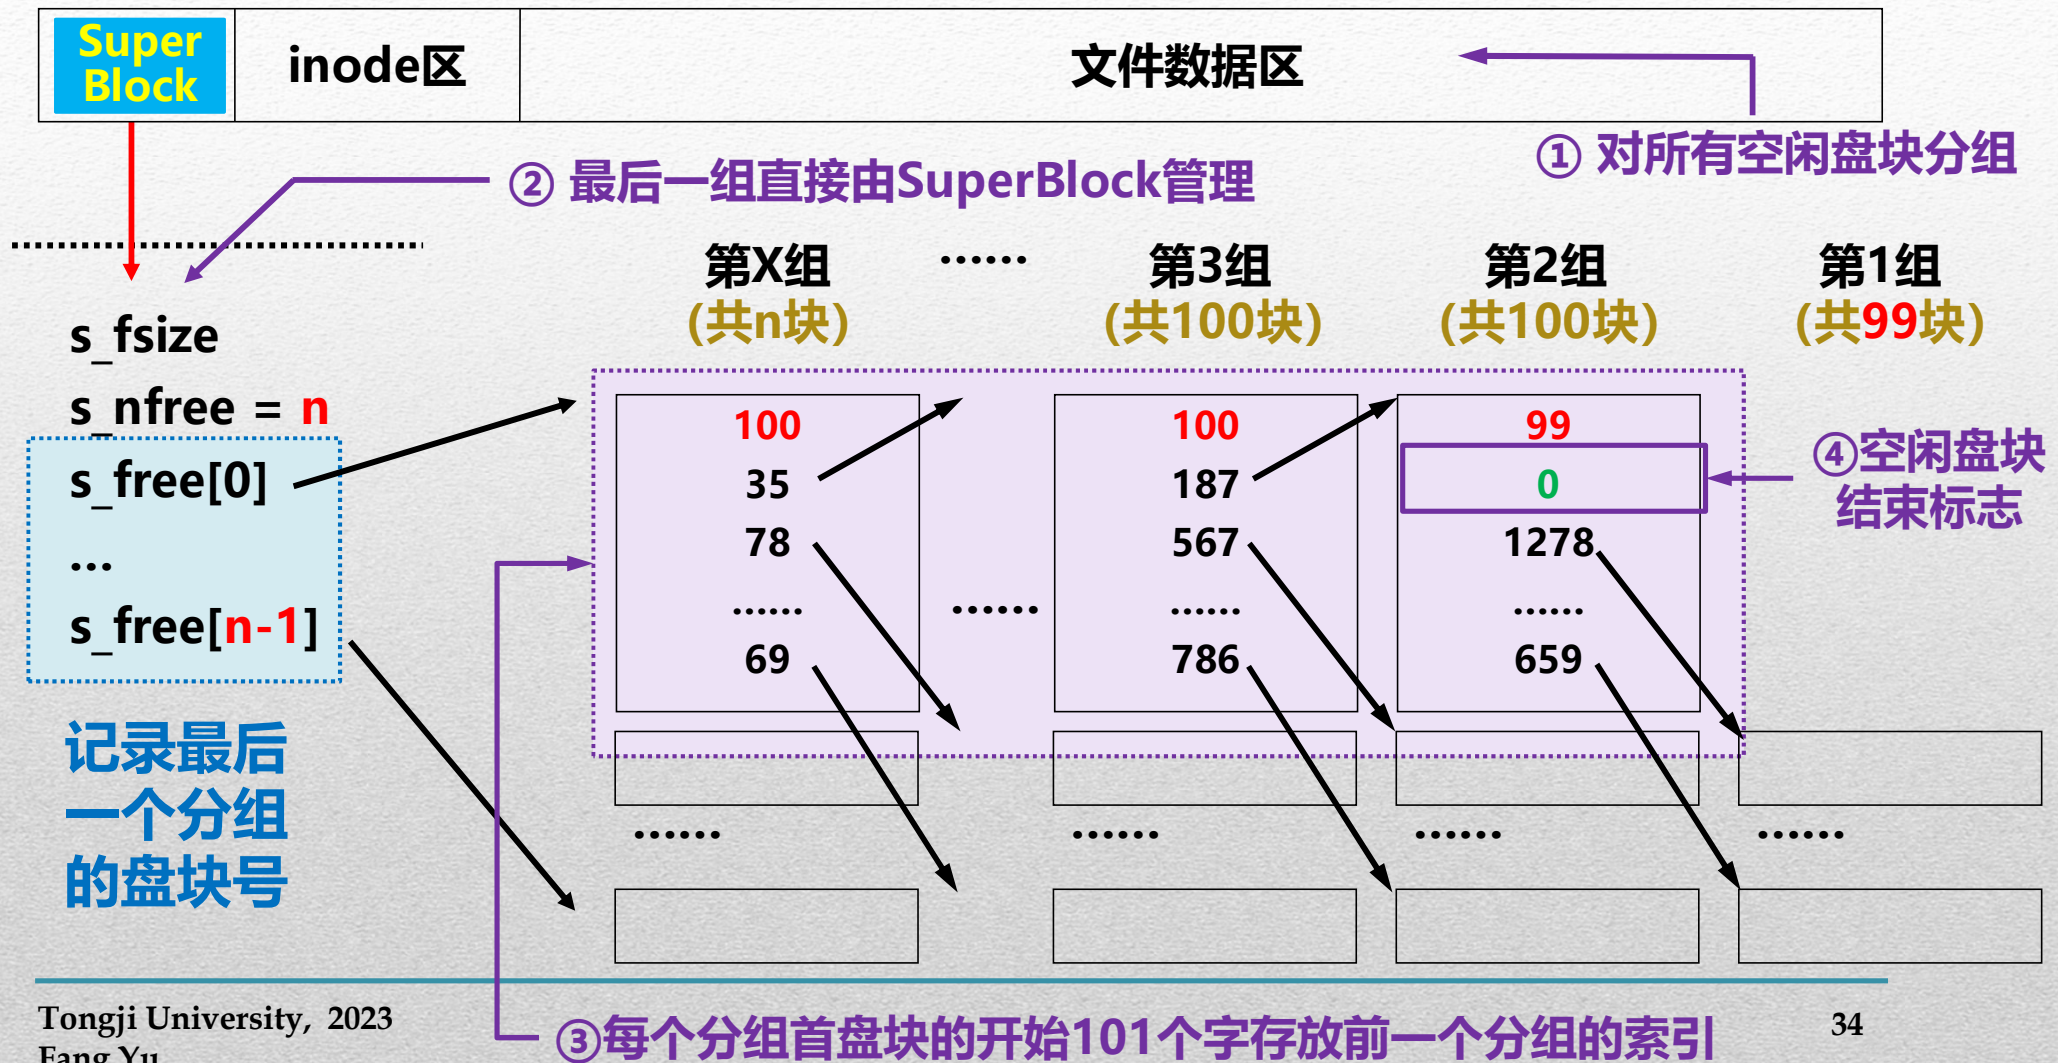 Super
Block
inode区
文件数据区
① 对所有空闲盘块分组
② 最后一组直接由SuperBlock管理
第X组
......
第3组
第2组
第1组
(共n块)
(共100块)
(共100块)
(共99块)
s_fsize
s_nfree = n
s_free[0]
...
s_free[n-1]
100
35
78
......
69
......
100
187
567
......
786
99
0
1278
......
659
④空闲盘块
结束标志
记录最后
一个分组
的盘块号
......
......
......
......
Tongji University, 2023
Fang Yu
③每个分组首盘块的开始101个字存放前一个分组的索引
34